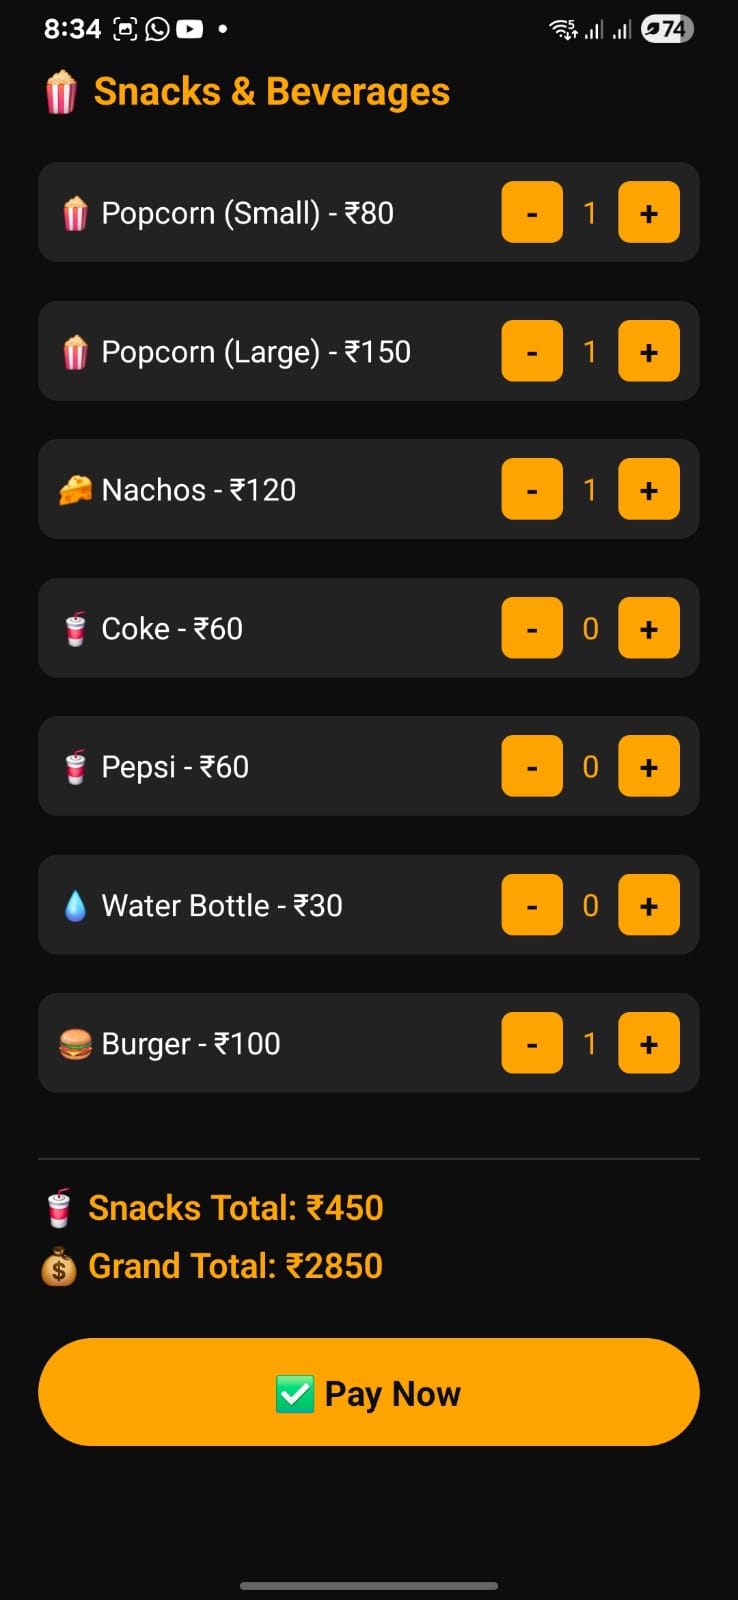 8:34 74
🍿 Snacks & Beverages
🍿 Popcorn (Small) - ₹80 - 1 +
🍿 Popcorn (Large) - ₹150 - 1 +
🧀 Nachos - ₹120 - 1 +
🥤 Coke - ₹60 - 0 +
🥤 Pepsi - ₹60 - 0 +
💧 Water Bottle - ₹30 - 0 +
🍔 Burger - ₹100 - 1 +
🥤 Snacks Total: ₹450
💰 Grand Total: ₹2850
✅ Pay Now